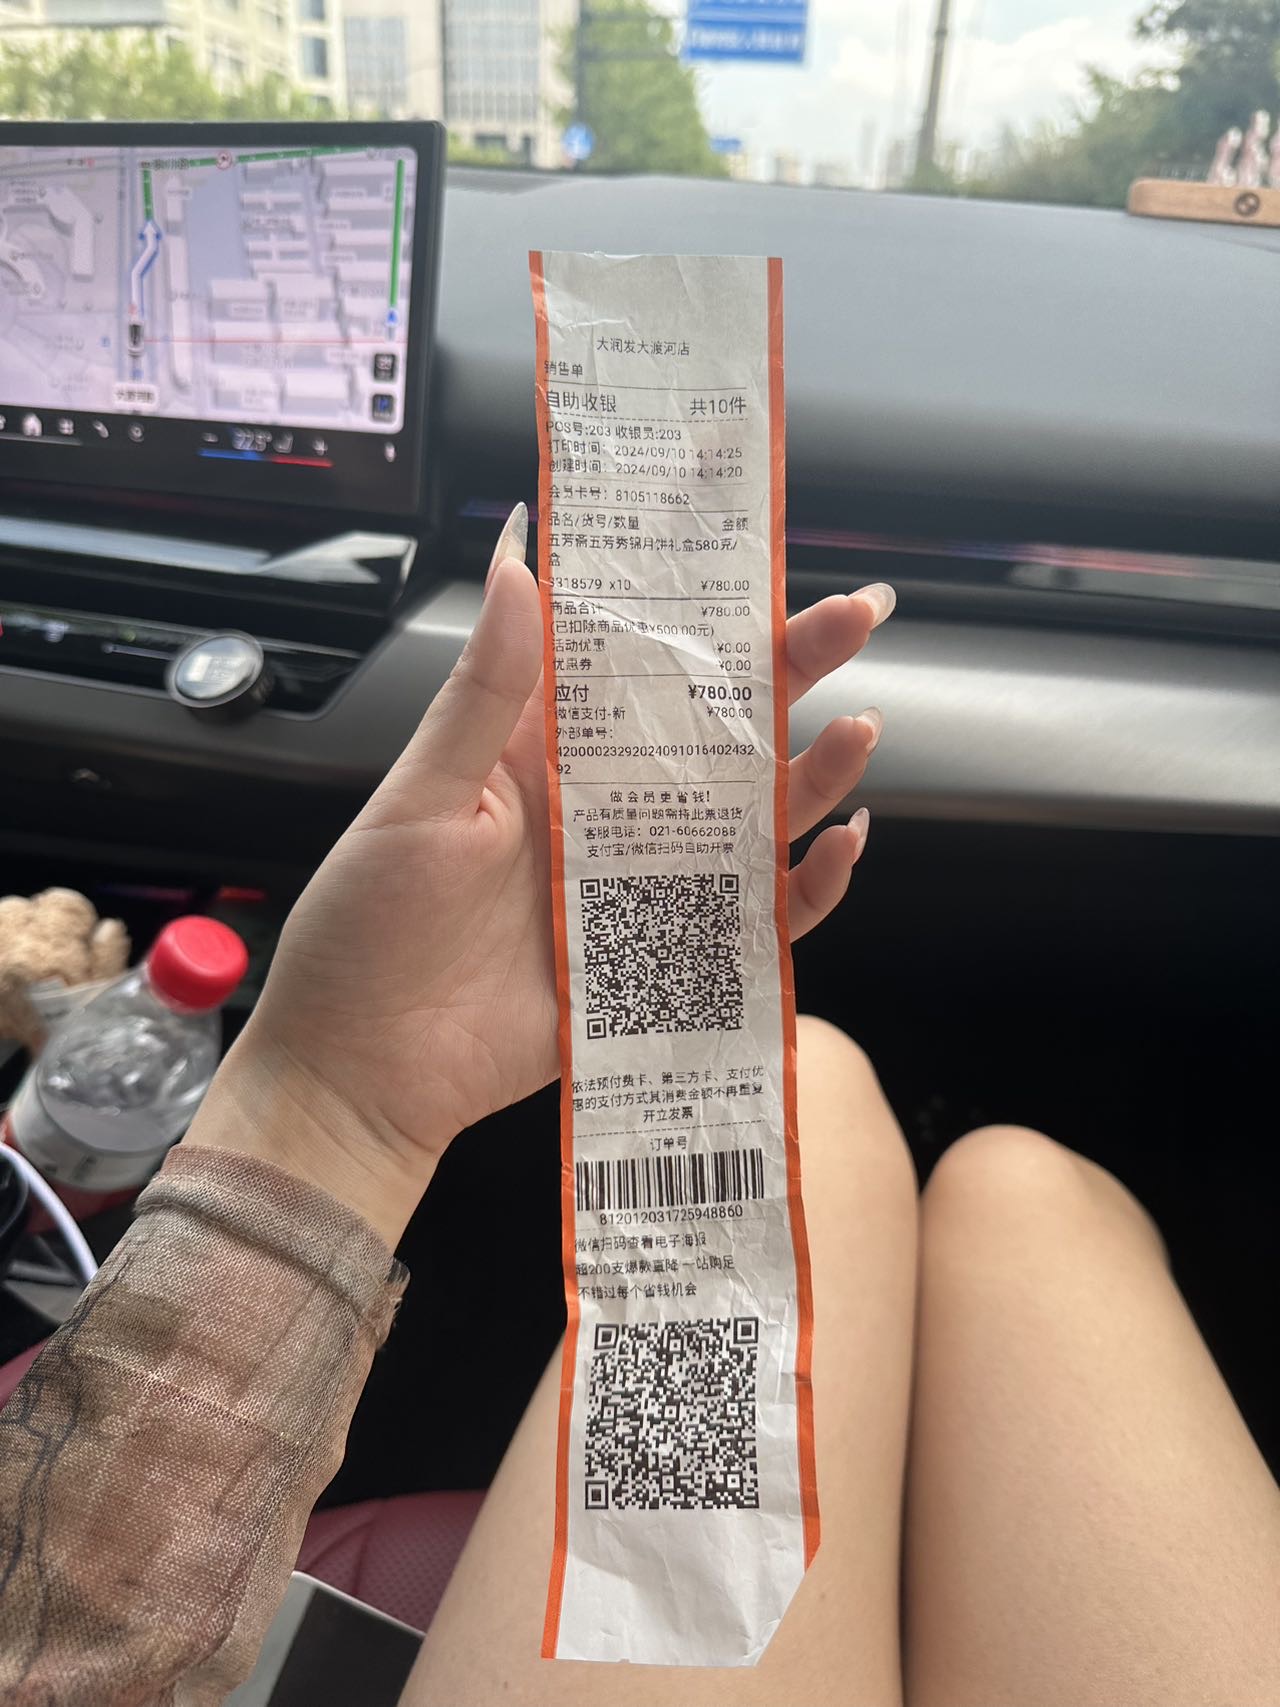 大润发大渡河店
销售单
自助收银 共10件
POS号:203 收银员:203
打印时间: 2024/09/10 14:14:25
创建时间: 2024/09/10 14:14:20
会员卡号: 8105118662
品名/货号/数量 金额
五芳斋五芳秀锦月饼礼盒580克/
盒
3318579 x10 ¥780.00
商品合计 ¥780.00
(已扣除商品优惠¥500.00元)
活动优惠 ¥0.00
优惠券 ¥0.00
应付 ¥780.00
微信支付-新 ¥780.00
外部单号:
42000023292024091016402432
92
做会员更省钱!
产品有质量问题需持此票退货
客服电话: 021-60662088
支付宝/微信扫码自助开票
依法预付费卡、第三方卡、支付优
惠的支付方式其消费金额不再重复
开立发票
订单号
812012031725948860
微信扫码查看电子海报
超200支爆款直降一站购足
不错过每个省钱机会
22.5°